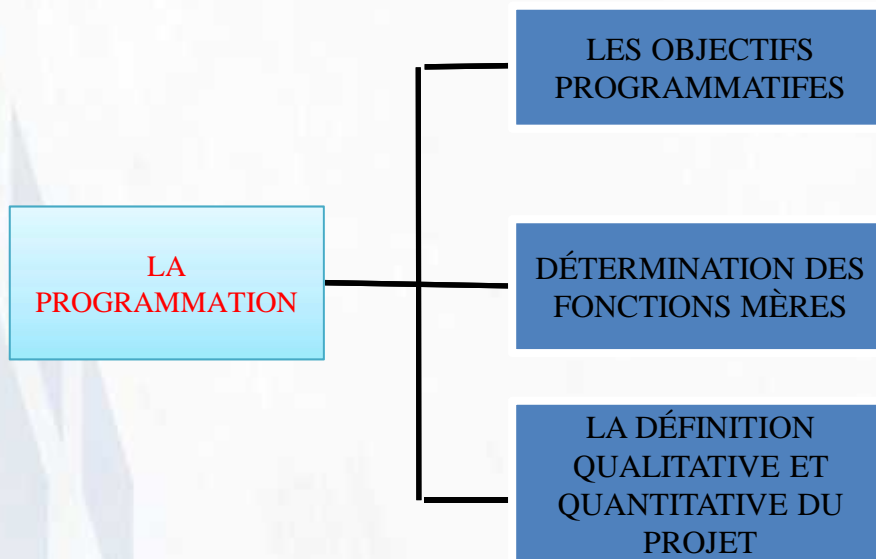 LES OBJECTIFS
PROGRAMMATIFES
LA
PROGRAMMATION
DÉTERMINATION DES
FONCTIONS MÈRES
LA DÉFINITION
QUALITATIVE ET
QUANTITATIVE DU
PROJET